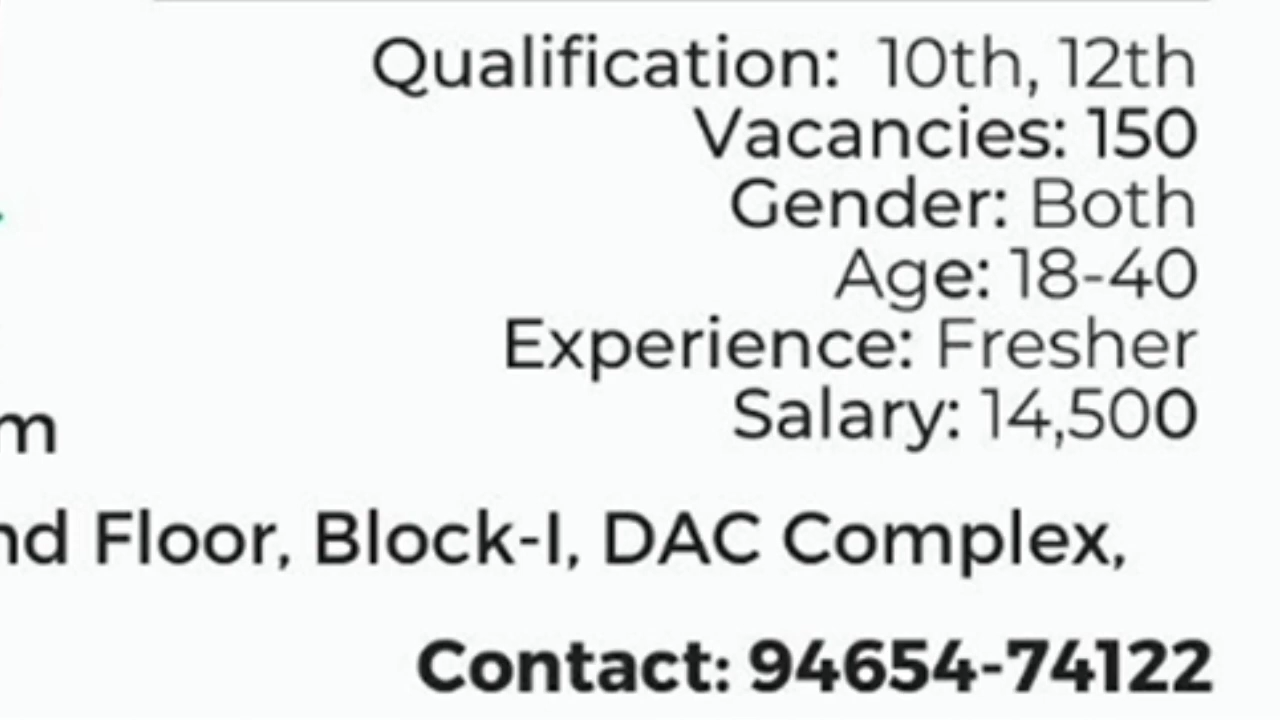 Qualification: 10th, 12th
Vacancies: 150
Gender: Both
Age: 18-40
Experience: Fresher
Salary: 14,500
m
nd Floor, Block-I, DAC Complex,
Contact: 94654-74122